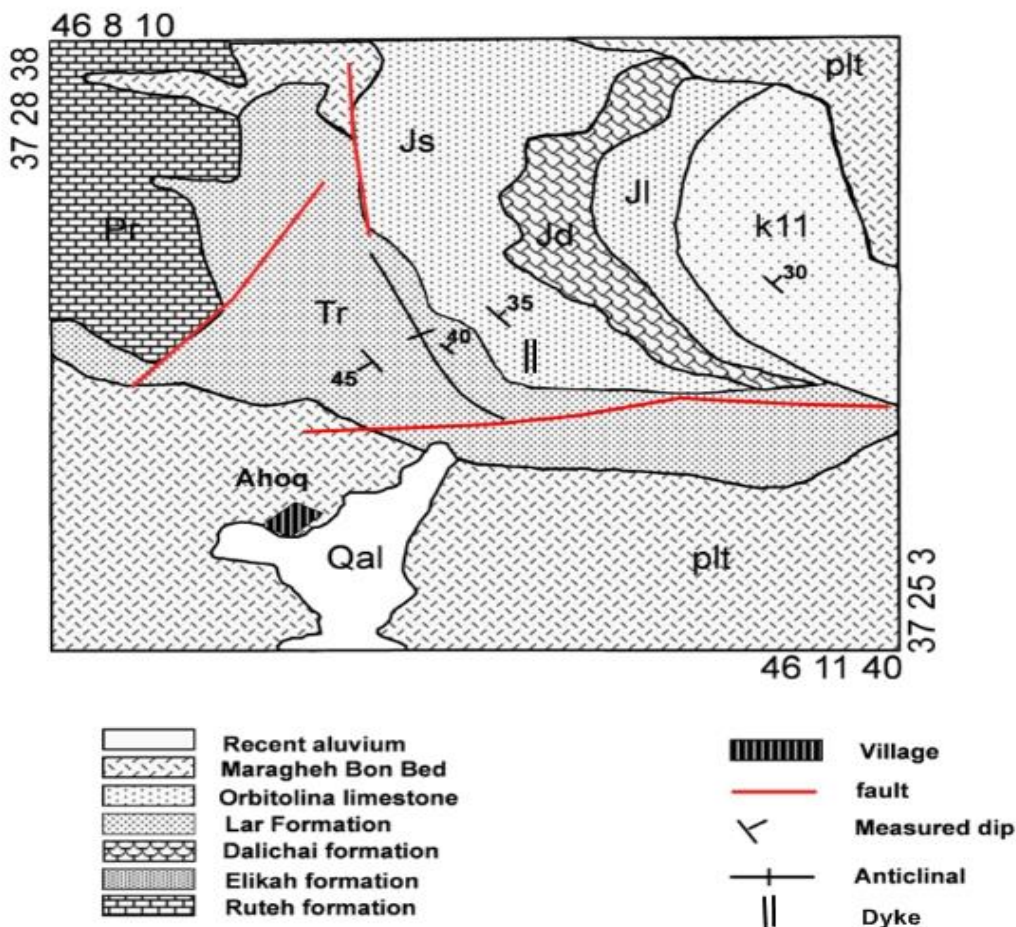 46 8 10
37 28 38
plt
Js
Jl
k11
Pr
Jd
30
35
Tr
40
45
Ahoq
Qal
plt
37 25 3
46 11 40
Recent aluvium
Maragheh Bon Bed
Orbitolina limestone
Lar Formation
Dalichai formation
Elikah formation
Ruteh formation
Village
fault
Measured dip
Anticlinal
Dyke